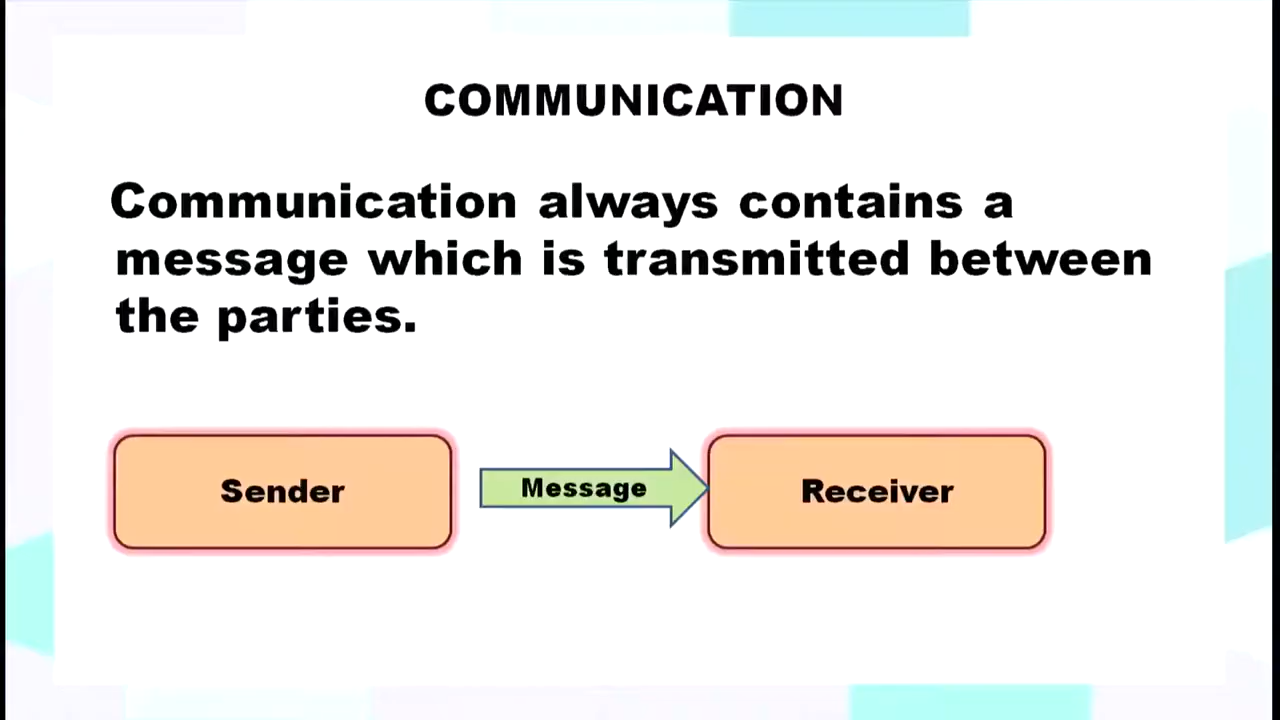 COMMUNICATION
Communication always contains a
message which is transmitted between
the parties.
Sender
Message
Receiver